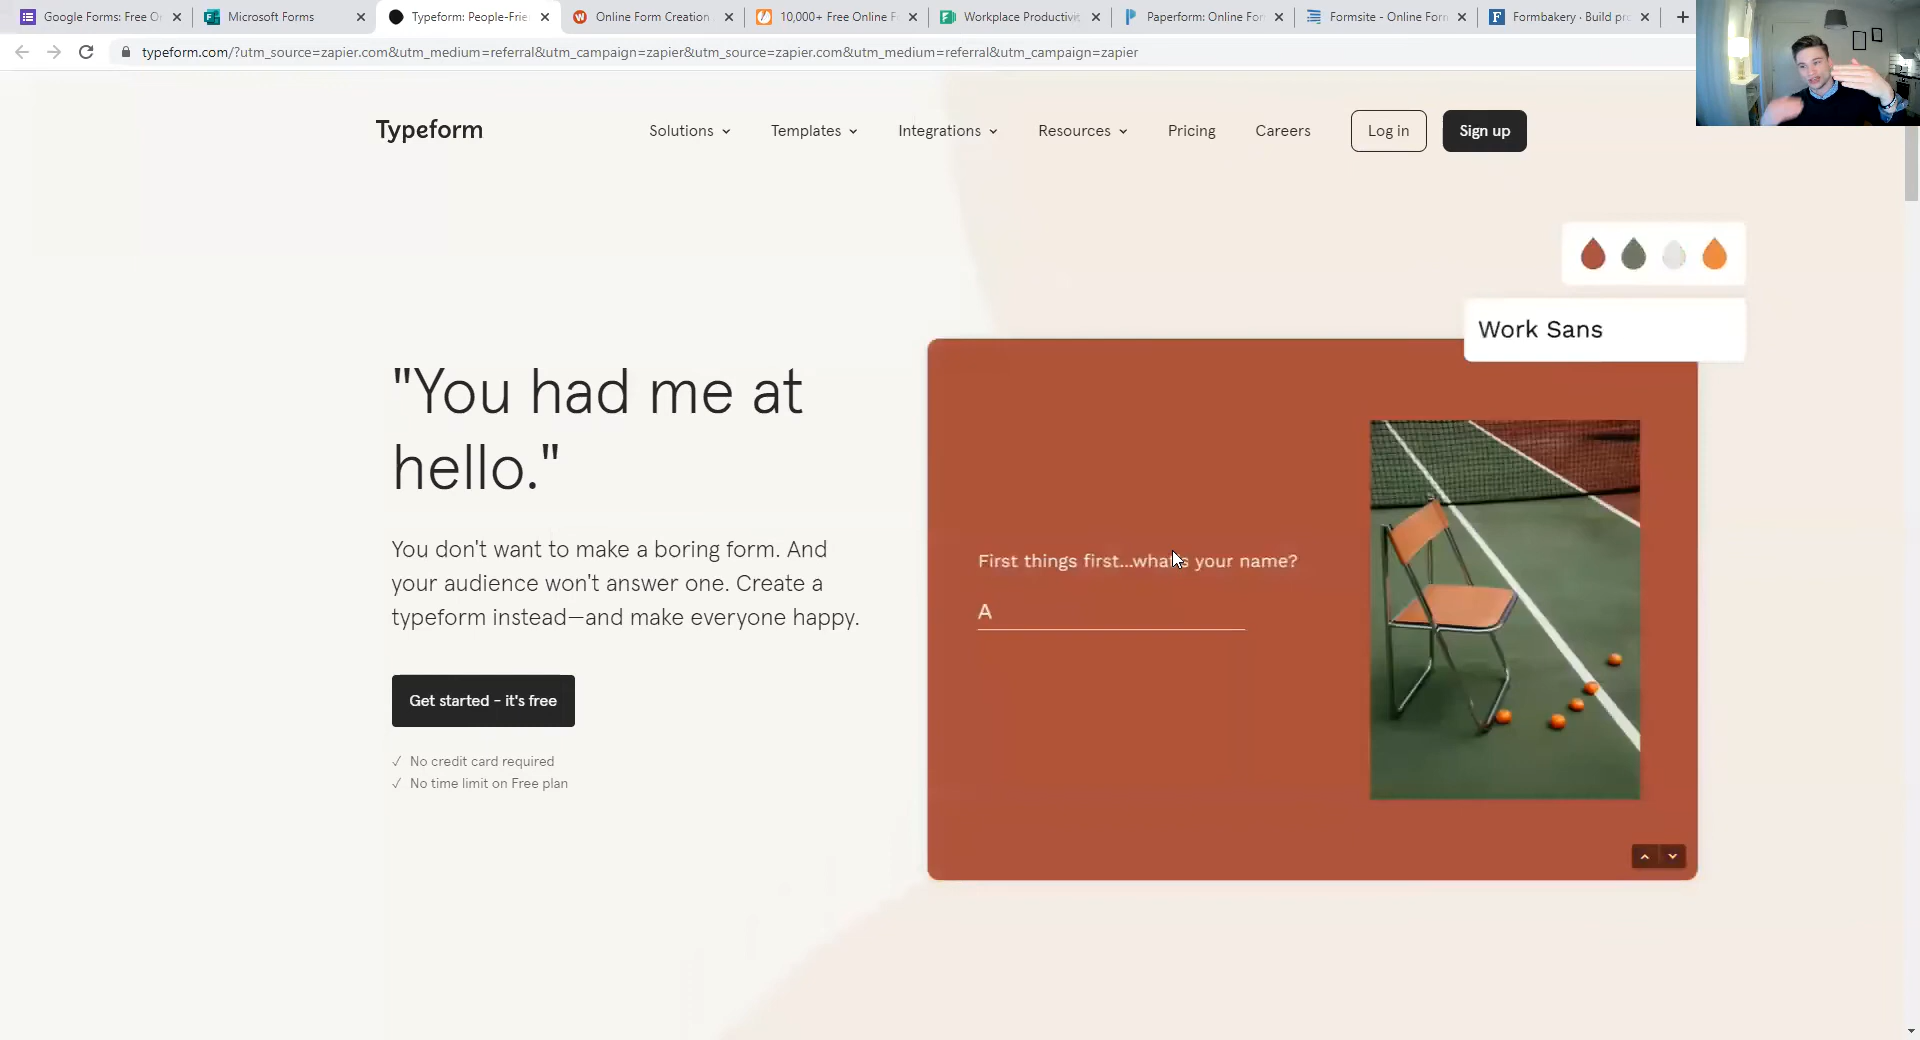 Google Forms: Free O
Microsoft Forms
Typeform: People-Frie
Online Form Creation
10,000+ Free Online F
Workplace Productivi
Paperform: Online For
Formsite - Online For
Formbakery · Build pr
typeform.com/?utm_source=zapier.com&utm_medium=referral&utm_campaign=zapier&utm_source=zapier.com&utm_medium=referral&utm_campaign=zapier
Typeform
Solutions
Templates
Integrations
Resources
Pricing
Careers
Log in
Sign up
Work Sans
"You had me at
hello."
You don't want to make a boring form. And
your audience won't answer one. Create a
typeform instead—and make everyone happy.
Get started - it's free
✓ No credit card required
✓ No time limit on Free plan
First things first...what's your name?
A